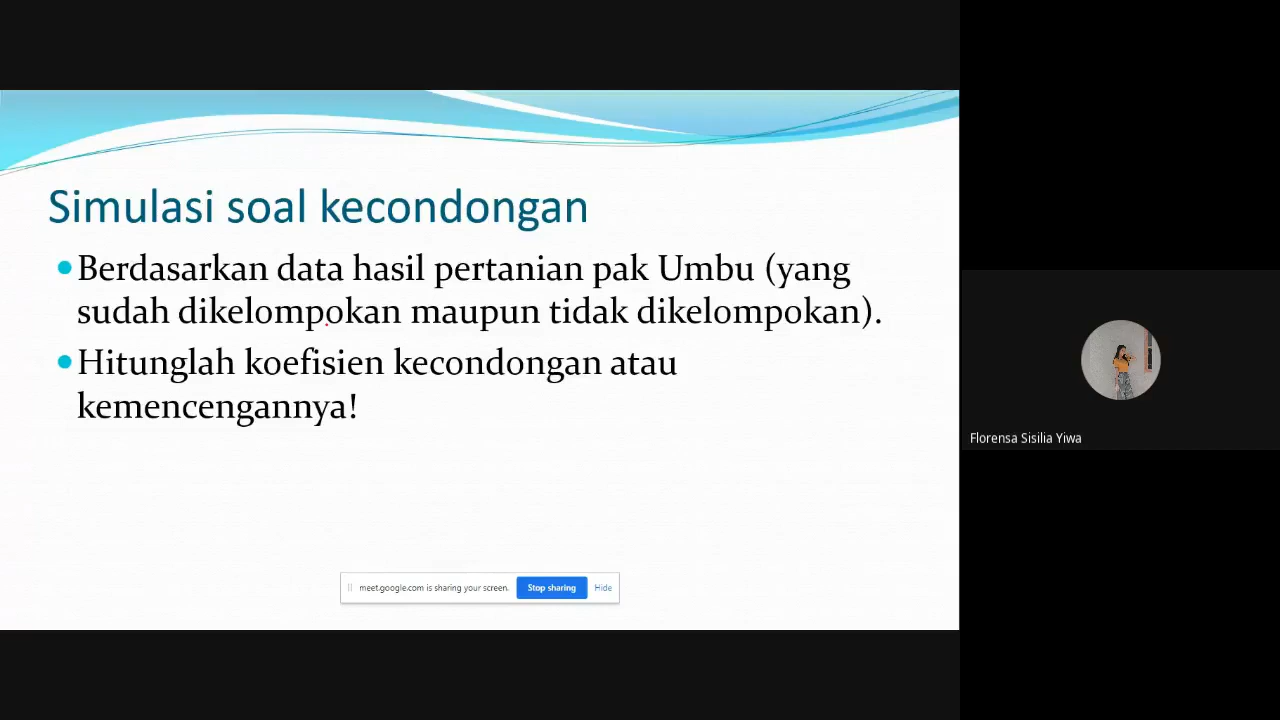 Simulasi soal kecondongan
•Berdasarkan data hasil pertanian pak Umbu (yang
sudah dikelompokan maupun tidak dikelompokan).
•Hitunglah koefisien kecondongan atau
kemencengannya!
meet.google.com is sharing your screen. Stop sharing Hide
Florensa Sisilia Yiwa